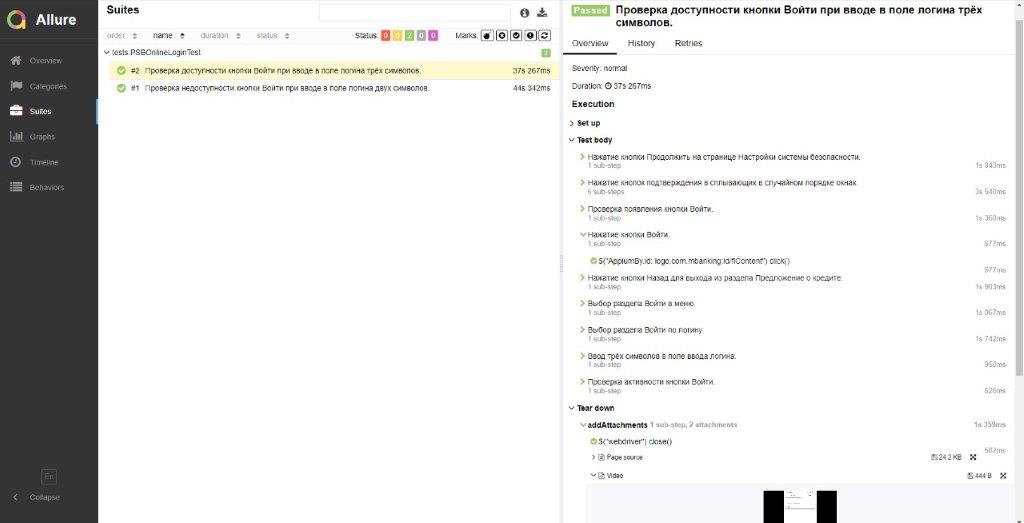 Allure
Overview
Categories
Suites
Graphs
Timeline
Behaviors
En
Collapse
Suites
order name duration status Status: 0 0 2 0 0 Marks:
tests.PSBOnlineLoginTest 2
#2 Проверка доступности кнопки Войти при вводе в поле логина трёх символов. 37s 267ms
#1 Проверка недоступности кнопки Войти при вводе в поле логина двух символов. 44s 342ms
Passed Проверка доступности кнопки Войти при вводе в поле логина трёх
символов.
Overview History Retries
Severity: normal
Duration: 37s 267ms
Execution
Set up
Test body
Нажатие кнопки Продолжить на странице Настройки системы безопасности.
1 sub-step 1s 043ms
Нажатие кнопок подтверждения в сплывающих в случайном порядке окнах.
6 sub-steps 3s 540ms
Проверка появления кнопки Войти.
1 sub-step 1s 360ms
Нажатие кнопки Войти.
1 sub-step 677ms
$("AppiumBy.id: logo.com.mbanking:id/flContent") click()
677ms
Нажатие кнопки Назад для выхода из раздела Предложение о кредите.
1 sub-step 1s 903ms
Выбор раздела Войти в меню.
1 sub-step 1s 067ms
Выбор раздела Войти по логину.
1 sub-step 1s 742ms
Ввод трёх символов в поле ввода логина.
1 sub-step 950ms
Проверка активности кнопки Войти.
1 sub-step 626ms
Tear down
addAttachments 1 sub-step, 2 attachments 1s 359ms
$("webdriver") close()
582ms
Page source 24.2 KB
Video 444 B